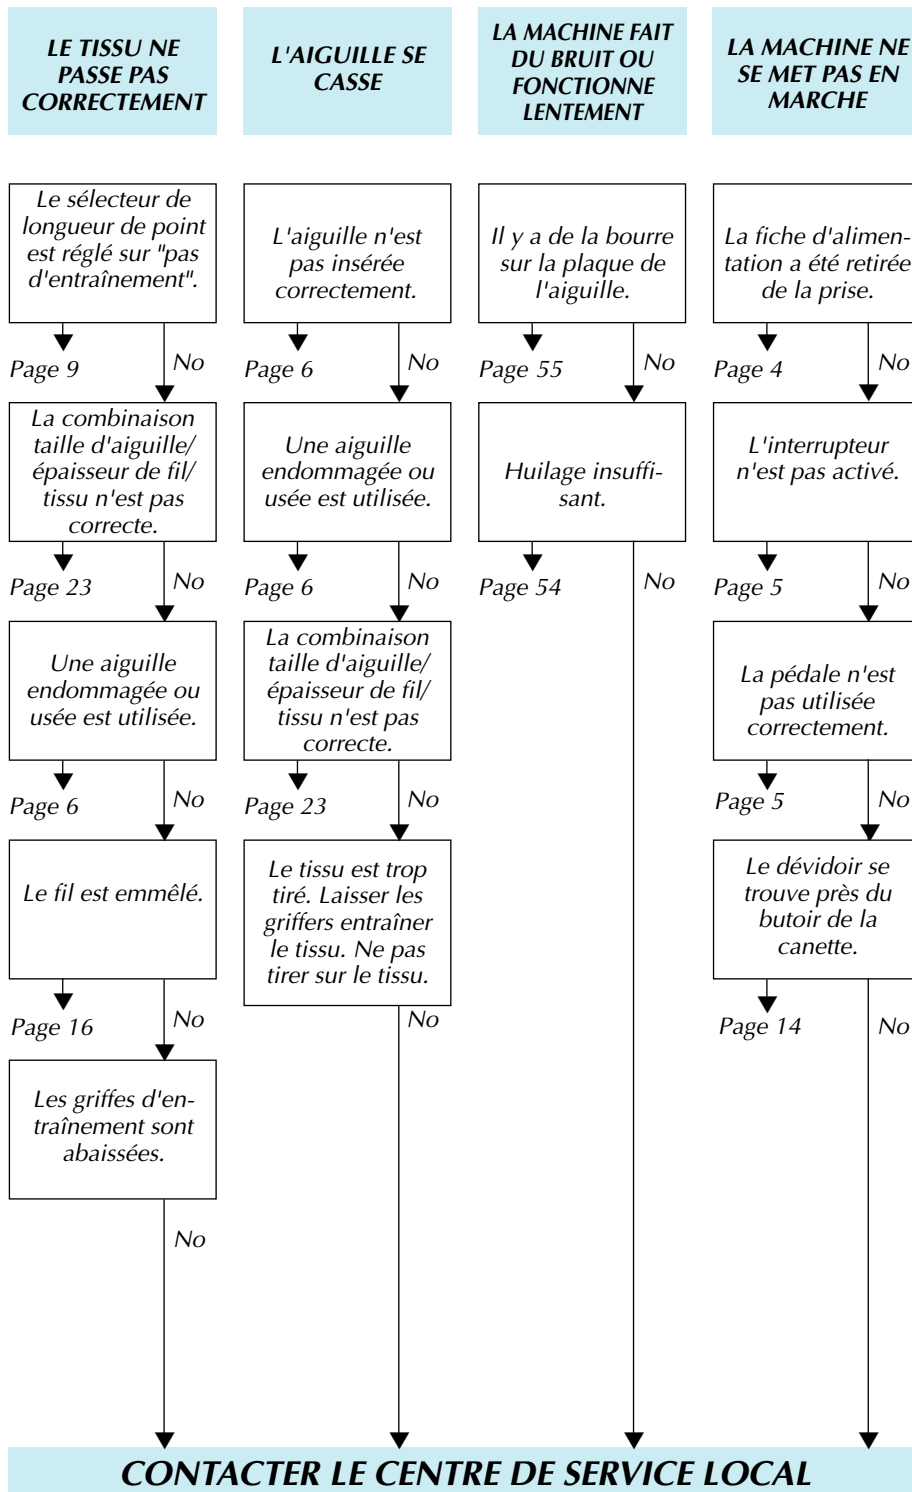 LE TISSU NE
PASSE PAS
CORRECTEMENT
Le sélecteur de
longueur de point
est réglé sur "pas
d'entraînement".
Page 9
No
La combinaison
taille d'aiguille/
épaisseur de fil/
tissu n'est pas
correcte.
Page 23
No
Une aiguille
endommagée ou
usée est utilisée.
Page 6
No
Le fil est emmêlé.
Page 16
No
Les griffes d'en-
traînement sont
abaissées.
No
L'AIGUILLE SE
CASSE
L'aiguille n'est
pas insérée
correctement.
Page 6
No
Une aiguille
endommagée ou
usée est utilisée.
Page 6
No
La combinaison
taille d'aiguille/
épaisseur de fil/
tissu n'est pas
correcte.
Page 23
No
Le tissu est trop
tiré. Laisser les
griffers entraîner
le tissu. Ne pas
tirer sur le tissu.
No
LA MACHINE FAIT
DU BRUIT OU
FONCTIONNE
LENTEMENT
Il y a de la bourre
sur la plaque de
l'aiguille.
Page 55
No
Huilage insuffi-
sant.
Page 54
No
LA MACHINE NE
SE MET PAS EN
MARCHE
La fiche d'alimen-
tation a été retirée
de la prise.
Page 4
No
L'interrupteur
n'est pas activé.
Page 5
No
La pédale n'est
pas utilisée
correctement.
Page 5
No
Le dévidoir se
trouve près du
butoir de la
canette.
Page 14
No
CONTACTER LE CENTRE DE SERVICE LOCAL